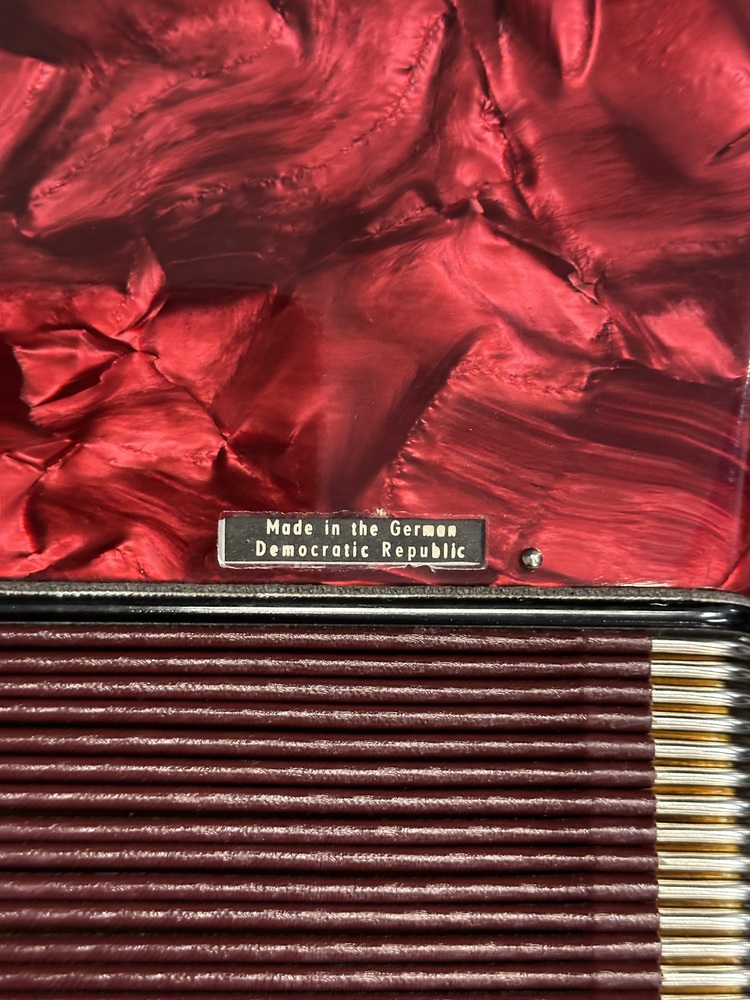 Made in the German
Democratic Republic